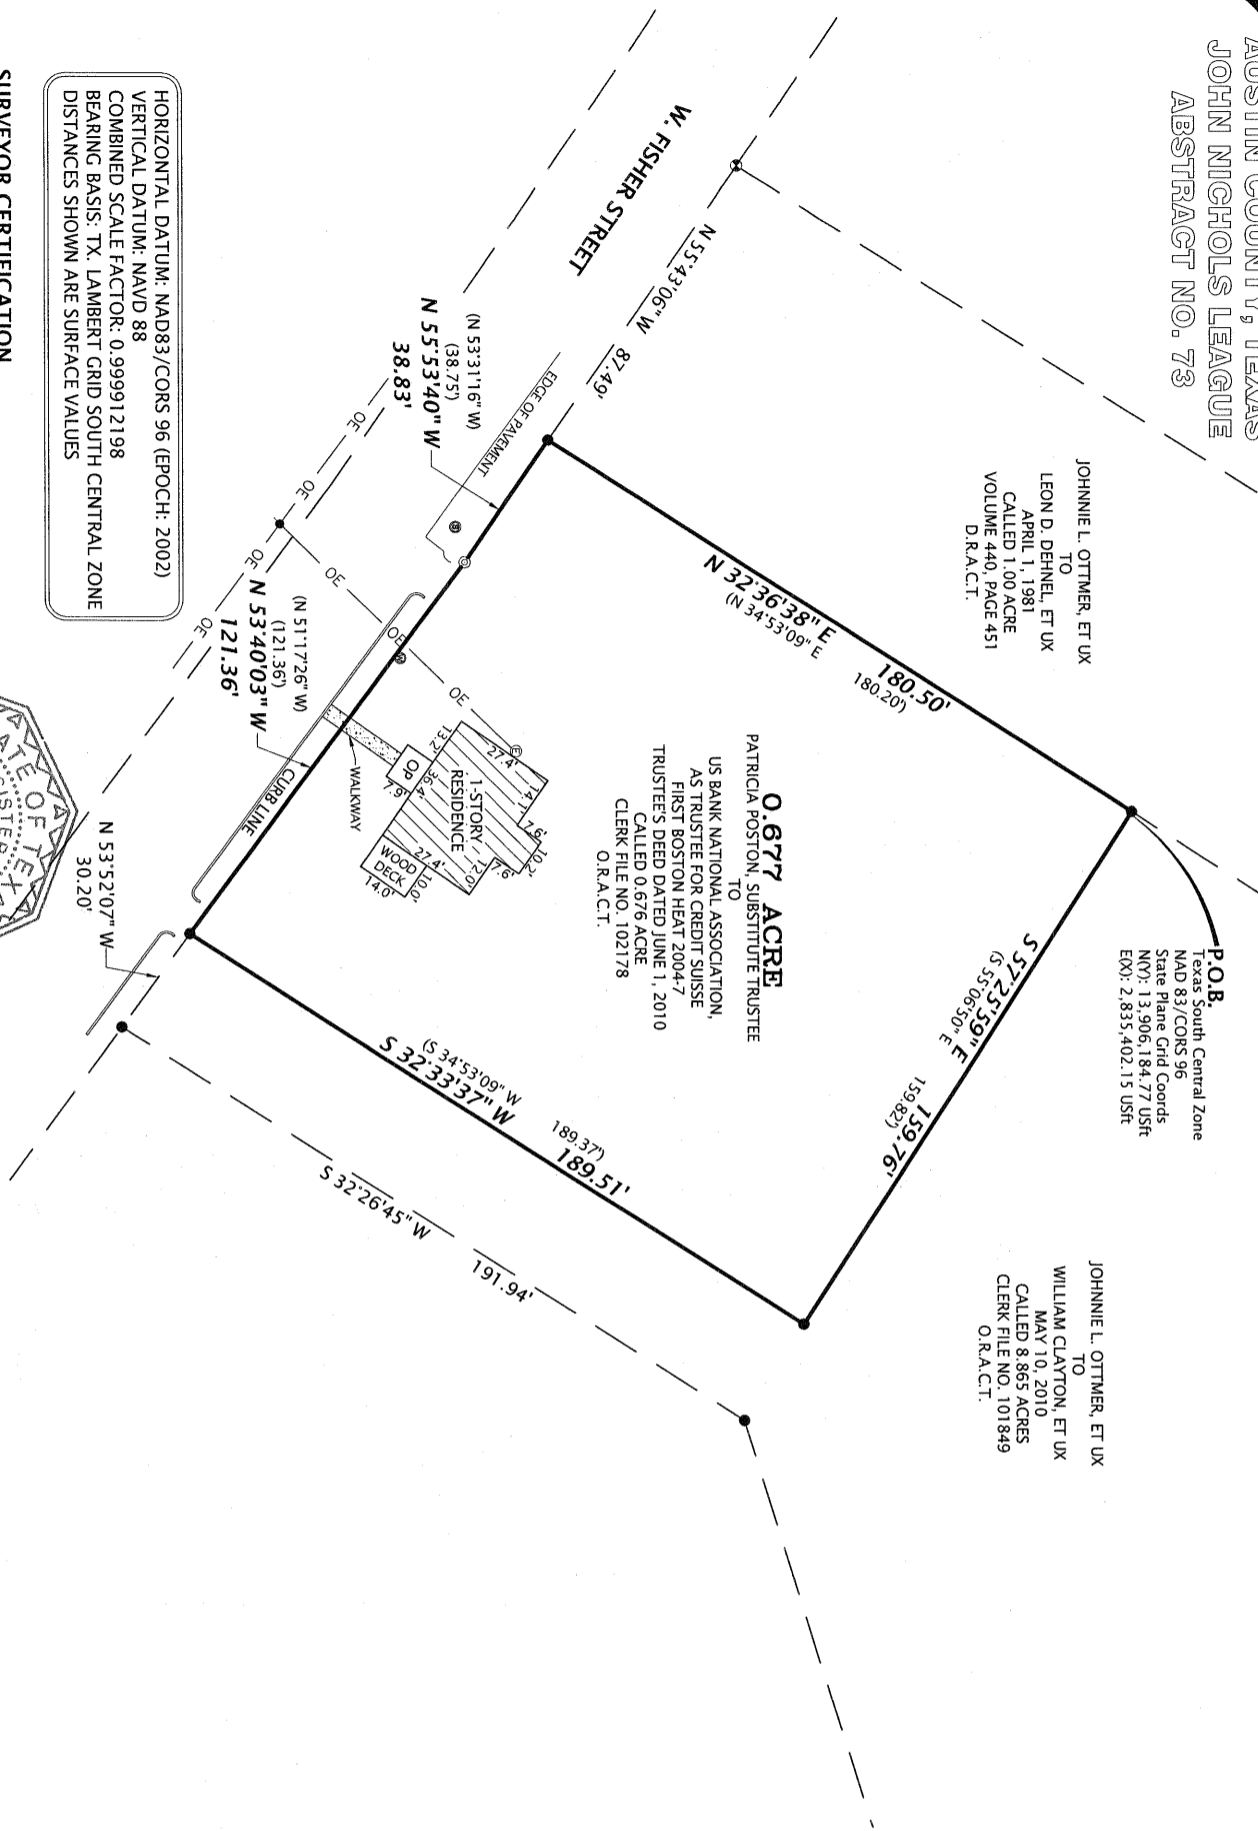 AUSTIN COUNTY, TEXAS
JOHN NICHOLS LEAGUE
ABSTRACT NO. 73
JOHNNIE L. OTTMER, ET UX
TO
LEON D. DEHNEL, ET UX
APRIL 1, 1981
CALLED 1.00 ACRE
VOLUME 440, PAGE 451
D.R.A.C.T.
P.O.B.
Texas South Central Zone
NAD 83/CORS 96
State Plane Grid Coords
N(Y): 13,906,184.77 USft
E(X): 2,835,402.15 USft
JOHNNIE L. OTTMER, ET UX
TO
WILLIAM CLAYTON, ET UX
MAY 10, 2010
CALLED 8.865 ACRES
CLERK FILE NO. 101849
O.R.A.C.T.
S 57°25'59" E 159.76'
(S 55°06'50" E 159.82')
N 32°36'38" E 180.50'
(N 34°53'09" E 180.20')
0.677 ACRE
PATRICIA POSTON, SUBSTITUTE TRUSTEE
TO
US BANK NATIONAL ASSOCIATION,
AS TRUSTEE FOR CREDIT SUISSE
FIRST BOSTON HEAT 2004-7
TRUSTEE'S DEED DATED JUNE 1, 2010
CALLED 0.676 ACRE
CLERK FILE NO. 102178
O.R.A.C.T.
(S 34°53'09" W 189.37')
S 32°33'37" W 189.51'
S 32°26'45" W 191.94'
W. FISHER STREET
N 55°43'06" W 87.49'
EDGE OF PAVEMENT
(N 53°31'16" W)
(38.75')
N 55°53'40" W
38.83'
OE
OE
OE
OE
OE
OE
OE
OE
E
27.4'
14.1'
7.6'
10.2'
7.6'
12.0'
27.4'
13.2'
36.4'
7.9'
1-STORY
RESIDENCE
OP
WOOD
DECK
10.0'
14.0'
WALKWAY
CURB LINE
(N 51°17'26" W)
(121.36')
N 53°40'03" W
121.36'
N 53°52'07" W
30.20'
HORIZONTAL DATUM: NAD83/CORS 96 (EPOCH: 2002)
VERTICAL DATUM: NAVD 88
COMBINED SCALE FACTOR: 0.999912198
BEARING BASIS: TX. LAMBERT GRID SOUTH CENTRAL ZONE
DISTANCES SHOWN ARE SURFACE VALUES
SURVEYOR CERTIFICATION